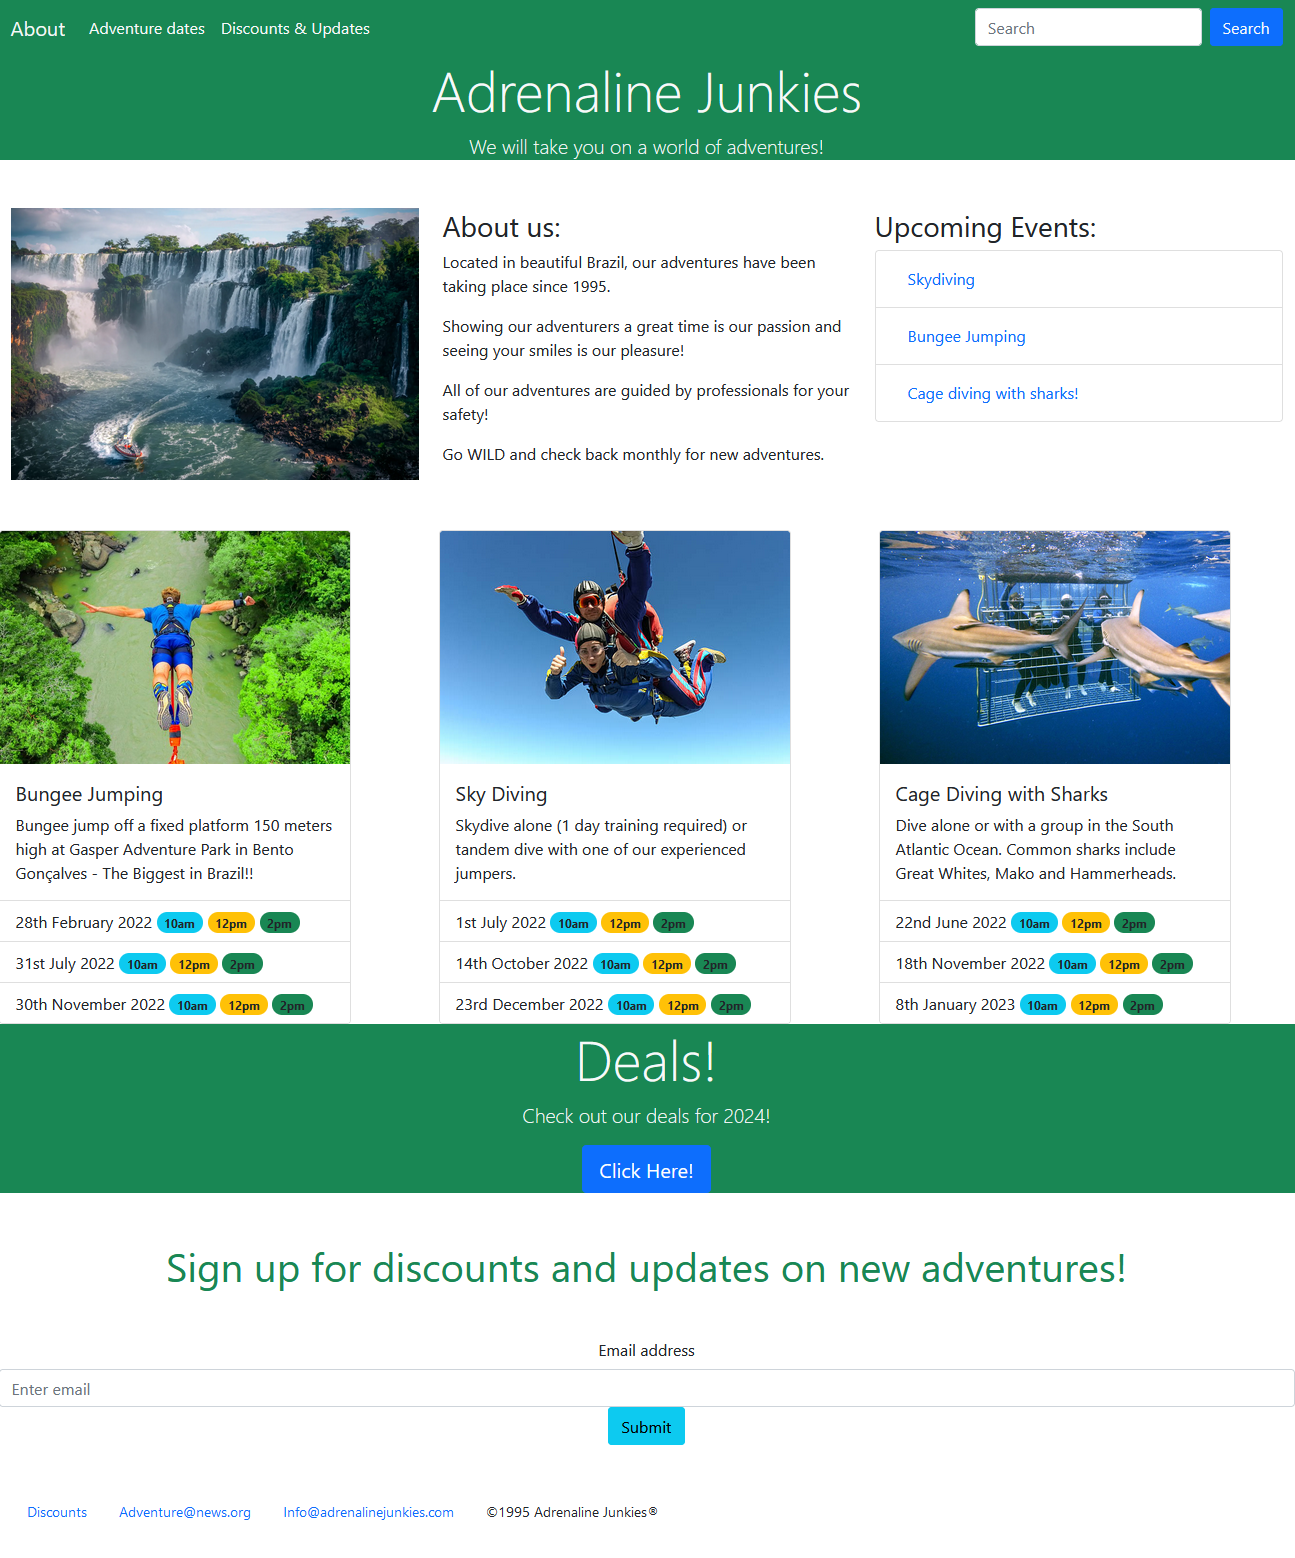 About Adventure dates Discounts & Updates Search Search
Adrenaline Junkies
We will take you on a world of adventures!
About us:
Located in beautiful Brazil, our adventures have been
taking place since 1995.
Showing our adventurers a great time is our passion and
seeing your smiles is our pleasure!
All of our adventures are guided by professionals for your
safety!
Go WILD and check back monthly for new adventures.
Upcoming Events:
Skydiving
Bungee Jumping
Cage diving with sharks!
Bungee Jumping
Bungee jump off a fixed platform 150 meters
high at Gasper Adventure Park in Bento
Gonçalves - The Biggest in Brazil!!
28th February 2022 10am 12pm 2pm
31st July 2022 10am 12pm 2pm
30th November 2022 10am 12pm 2pm
Sky Diving
Skydive alone (1 day training required) or
tandem dive with one of our experienced
jumpers.
1st July 2022 10am 12pm 2pm
14th October 2022 10am 12pm 2pm
23rd December 2022 10am 12pm 2pm
Cage Diving with Sharks
Dive alone or with a group in the South
Atlantic Ocean. Common sharks include
Great Whites, Mako and Hammerheads.
22nd June 2022 10am 12pm 2pm
18th November 2022 10am 12pm 2pm
8th January 2023 10am 12pm 2pm
Deals!
Check out our deals for 2024!
Click Here!
Sign up for discounts and updates on new adventures!
Email address
Enter email
Submit
Discounts Adventure@news.org Info@adrenalinejunkies.com ©1995 Adrenaline Junkies®